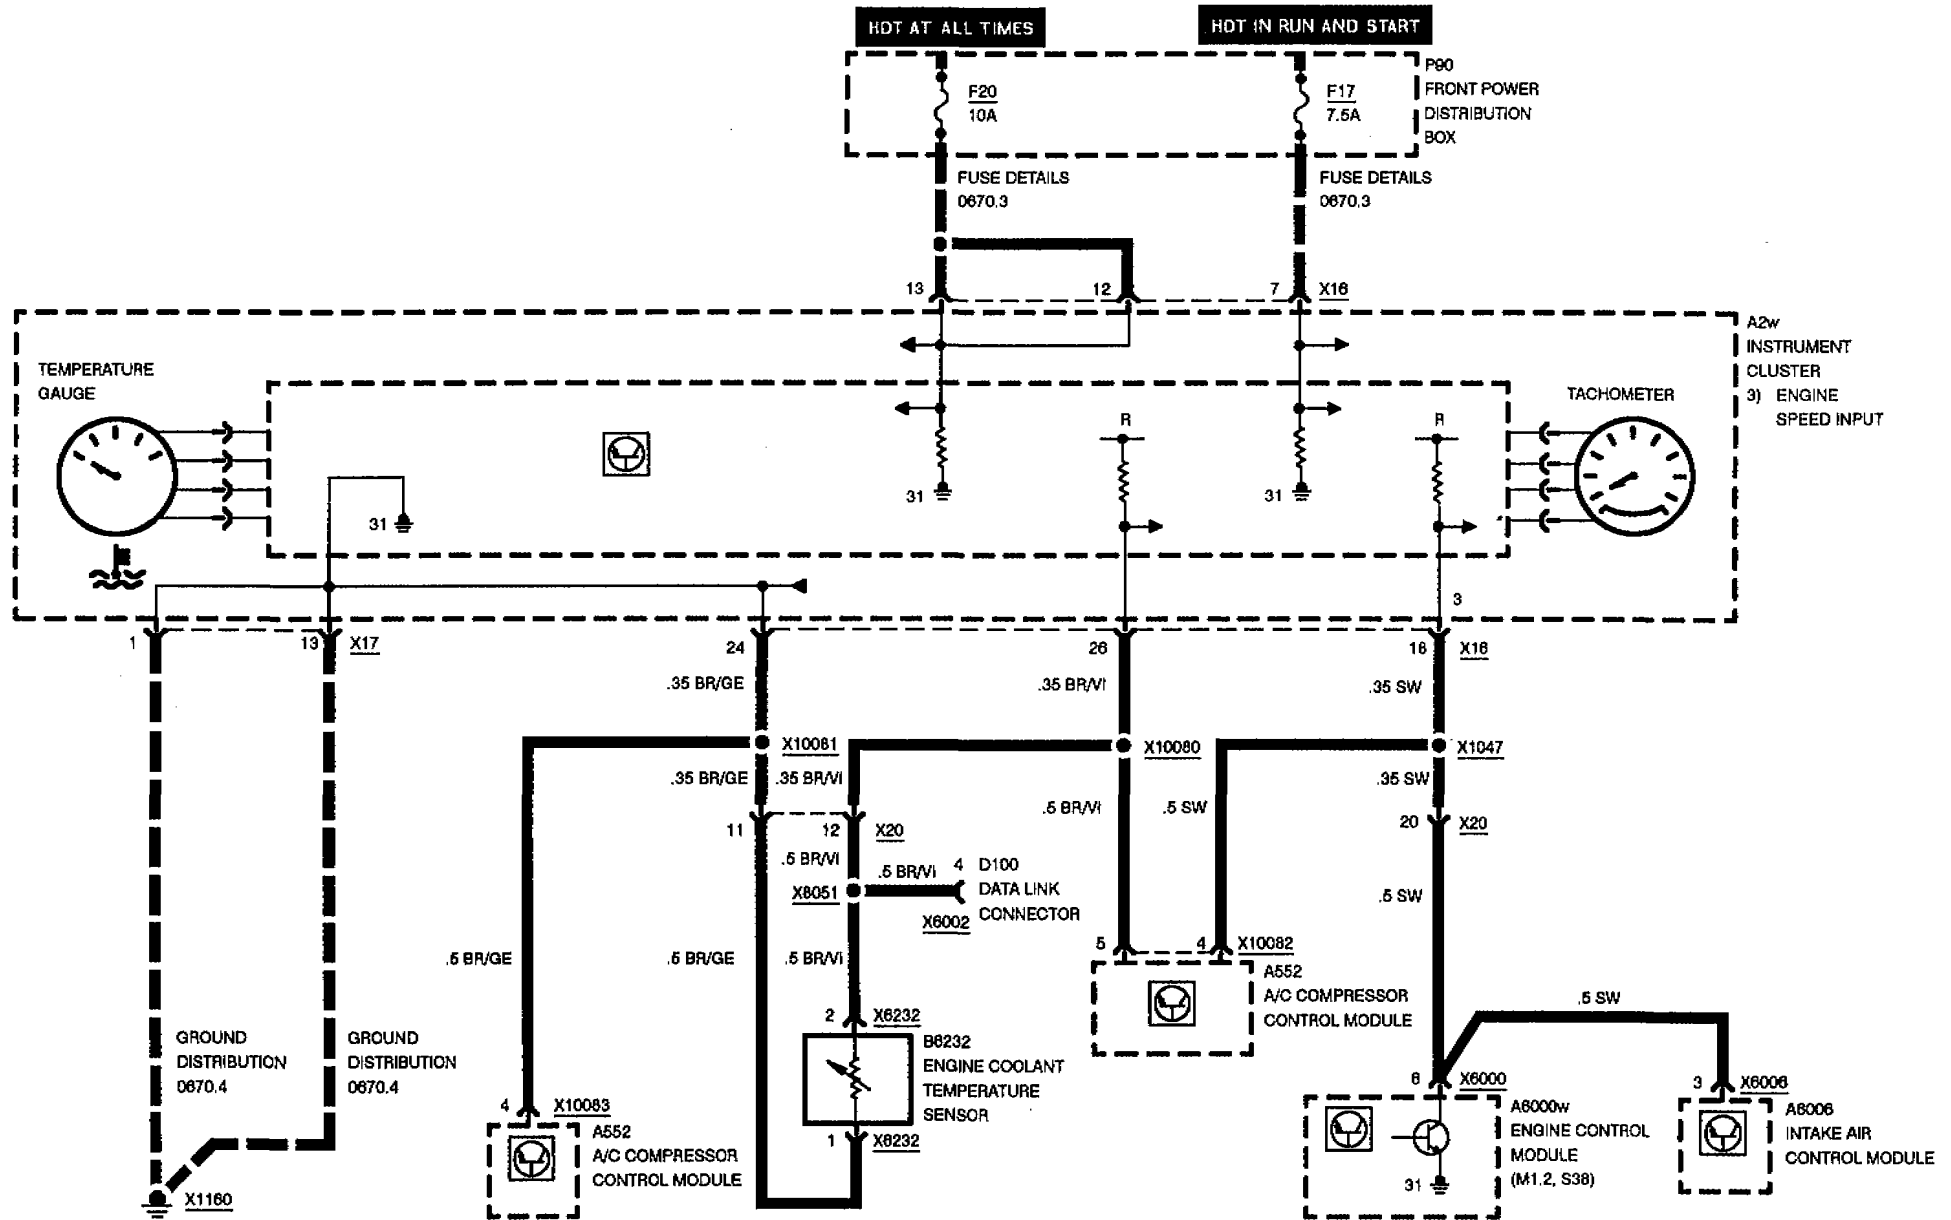 HOT AT ALL TIMES
HOT IN RUN AND START
F20
10A
F17
7.5A
P90
FRONT POWER
DISTRIBUTION
BOX
FUSE DETAILS
0670.3
FUSE DETAILS
0670.3
13
12
7
X16
A2w
INSTRUMENT
CLUSTER
3) ENGINE
SPEED INPUT
TEMPERATURE
GAUGE
TACHOMETER
R
R
31
31
31
3
1
13
X17
24
26
18
X16
.35 BR/GE
.35 BR/VI
.35 SW
X10081
X10080
X1047
.35 BR/GE
.35 BR/VI
.5 BR/VI
.5 SW
.35 SW
11
12
X20
20
X20
.5 BR/VI
.5 BR/VI
4
D100
DATA LINK
CONNECTOR
X8051
X6002
.5 SW
.5 BR/GE
.5 BR/GE
.5 BR/VI
5
4
X10082
A552
A/C COMPRESSOR
CONTROL MODULE
.5 SW
2
X6232
B6232
ENGINE COOLANT
TEMPERATURE
SENSOR
1
X6232
GROUND
DISTRIBUTION
0670.4
GROUND
DISTRIBUTION
0670.4
4
X10083
A552
A/C COMPRESSOR
CONTROL MODULE
6
X6000
A6000w
ENGINE CONTROL
MODULE
(M1.2, S38)
31
3
X6006
A6006
INTAKE AIR
CONTROL MODULE
X1160